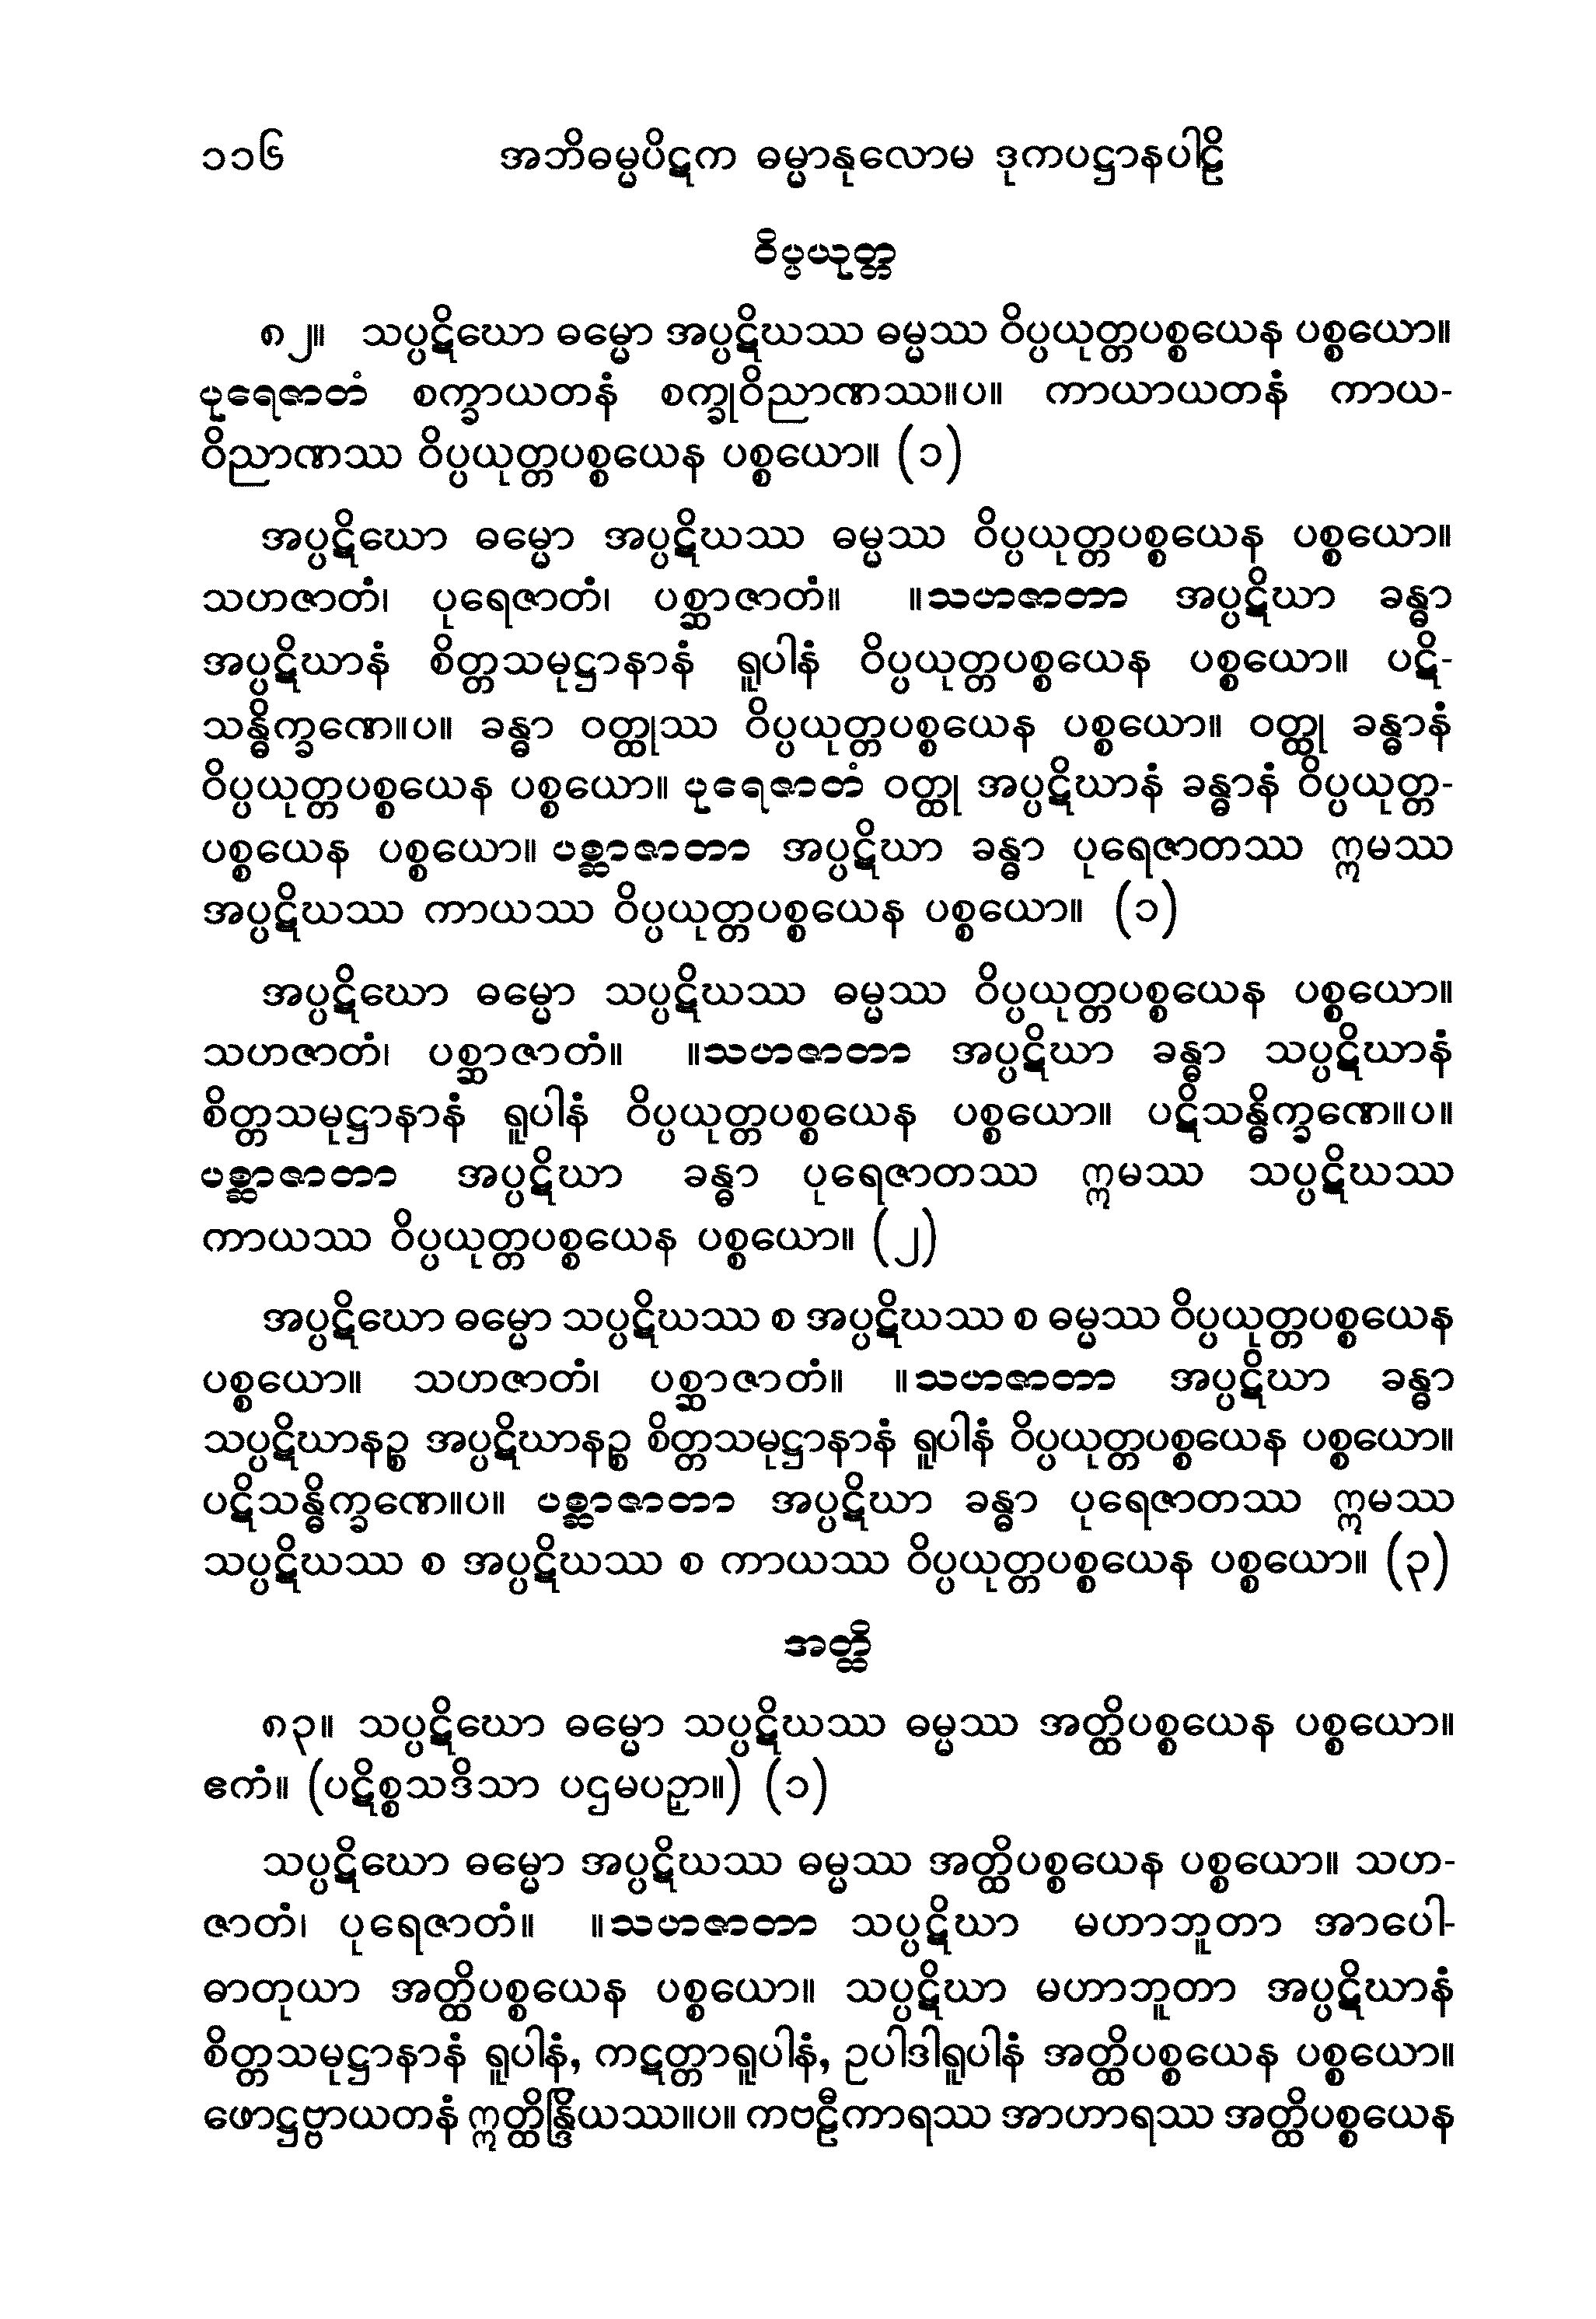 ၁၁၆ အဘိဓမ္မပိဋက ဓမ္မာနုလောမ ဒုကပဋ္ဌာနပါဠိ
ဝိပ္ပယုတ္တ
၈၂။ သပ္ပဋိဃော ဓမ္မော အပ္ပဋိဃဿ ဓမ္မဿ ဝိပ္ပယုတ္တပစ္စယေန ပစ္စယော။
ပုရေဇာတံ စက္ခာယတနံ စက္ခုဝိညာဏဿ။ပ။ ကာယာယတနံ ကာယ-
ဝိညာဏဿ ဝိပ္ပယုတ္တပစ္စယေန ပစ္စယော။ (၁)
အပ္ပဋိဃော ဓမ္မော အပ္ပဋိဃဿ ဓမ္မဿ ဝိပ္ပယုတ္တပစ္စယေန ပစ္စယော။
သဟဇာတံ၊ ပုရေဇာတံ၊ ပစ္ဆာဇာတံ။ ။သဟဇာတာ အပ္ပဋိဃာ ခန္ဓာ
အပ္ပဋိဃာနံ စိတ္တသမုဋ္ဌာနာနံ ရူပါနံ ဝိပ္ပယုတ္တပစ္စယေန ပစ္စယော။ ပဋိ-
သန္ဓိက္ခဏေ။ပ။ ခန္ဓာ ဝတ္ထုဿ ဝိပ္ပယုတ္တပစ္စယေန ပစ္စယော။ ဝတ္ထု ခန္ဓာနံ
ဝိပ္ပယုတ္တပစ္စယေန ပစ္စယော။ ပုရေဇာတံ ဝတ္ထု အပ္ပဋိဃာနံ ခန္ဓာနံ ဝိပ္ပယုတ္တ-
ပစ္စယေန ပစ္စယော။ ပစ္ဆာဇာတာ အပ္ပဋိဃာ ခန္ဓာ ပုရေဇာတဿ ဣမဿ
အပ္ပဋိဃဿ ကာယဿ ဝိပ္ပယုတ္တပစ္စယေန ပစ္စယော။ (၁)
အပ္ပဋိဃော ဓမ္မော သပ္ပဋိဃဿ ဓမ္မဿ ဝိပ္ပယုတ္တပစ္စယေန ပစ္စယော။
သဟဇာတံ၊ ပစ္ဆာဇာတံ။ ။သဟဇာတာ အပ္ပဋိဃာ ခန္ဓာ သပ္ပဋိဃာနံ
စိတ္တသမုဋ္ဌာနာနံ ရူပါနံ ဝိပ္ပယုတ္တပစ္စယေန ပစ္စယော။ ပဋိသန္ဓိက္ခဏေ။ပ။
ပစ္ဆာဇာတာ အပ္ပဋိဃာ ခန္ဓာ ပုရေဇာတဿ ဣမဿ သပ္ပဋိဃဿ
ကာယဿ ဝိပ္ပယုတ္တပစ္စယေန ပစ္စယော။ (၂)
အပ္ပဋိဃော ဓမ္မော သပ္ပဋိဃဿ စ အပ္ပဋိဃဿ စ ဓမ္မဿ ဝိပ္ပယုတ္တပစ္စယေန
ပစ္စယော။ သဟဇာတံ၊ ပစ္ဆာဇာတံ။ ။သဟဇာတာ အပ္ပဋိဃာ ခန္ဓာ
သပ္ပဋိဃာနဉ္စ အပ္ပဋိဃာနဉ္စ စိတ္တသမုဋ္ဌာနာနံ ရူပါနံ ဝိပ္ပယုတ္တပစ္စယေန ပစ္စယော။
ပဋိသန္ဓိက္ခဏေ။ပ။ ပစ္ဆာဇာတာ အပ္ပဋိဃာ ခန္ဓာ ပုရေဇာတဿ ဣမဿ
သပ္ပဋိဃဿ စ အပ္ပဋိဃဿ စ ကာယဿ ဝိပ္ပယုတ္တပစ္စယေန ပစ္စယော။ (၃)
အတ္ထိ
၈၃။ သပ္ပဋိဃော ဓမ္မော သပ္ပဋိဃဿ ဓမ္မဿ အတ္ထိပစ္စယေန ပစ္စယော။
ဧကံ။ (ပဋိစ္စသဒိသာ ပဌမပဉှာ။) (၁)
သပ္ပဋိဃော ဓမ္မော အပ္ပဋိဃဿ ဓမ္မဿ အတ္ထိပစ္စယေန ပစ္စယော။ သဟ-
ဇာတံ၊ ပုရေဇာတံ။ ။သဟဇာတာ သပ္ပဋိဃာ မဟာဘူတာ အာပေါ-
ဓာတုယာ အတ္ထိပစ္စယေန ပစ္စယော။ သပ္ပဋိဃာ မဟာဘူတာ အပ္ပဋိဃာနံ
စိတ္တသမုဋ္ဌာနာနံ ရူပါနံ, ကဋတ္တာရူပါနံ, ဥပါဒါရူပါနံ အတ္ထိပစ္စယေန ပစ္စယော။
ဖောဋ္ဌဗ္ဗာယတနံ ဣတ္ထိန္ဒြိယဿ။ပ။ ကဗဠီကာရဿ အာဟာရဿ အတ္ထိပစ္စယေန